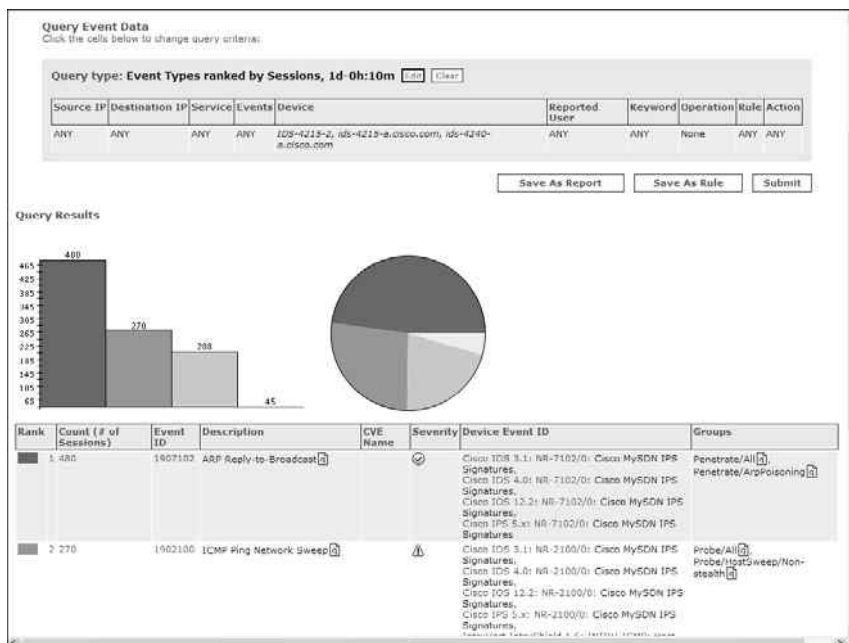 Query Event Data
Click the cells below to change query criteria:
Query type: Event Types ranked by Sessions, 1d-0h:10m Edit Clear
Source IP Destination IP Service Events Device Reported User Keyword Operation Rule Action
ANY ANY ANY ANY IDS-4215-2, ids-4215-a.cisco.com, ids-4240-a.cisco.com ANY ANY None ANY ANY
Save As Report Save As Rule Submit
Query Results
480
270
208
45
465
425
385
345
305
265
225
185
145
105
65
Rank Count (# of Sessions) Event ID Description CVE Name Severity Device Event ID Groups
1 480 1907102 ARP Reply-to-Broadcast q
Cisco IDS 3.1: NR-7102/0: Cisco MySDN IPS Signatures,
Cisco IDS 4.0: NR-7102/0: Cisco MySDN IPS Signatures,
Cisco IOS 12.2: NR-7102/0: Cisco MySDN IPS Signatures,
Cisco IPS 5.x: NR-7102/0: Cisco MySDN IPS Signatures
Penetrate/All q,
Penetrate/ArpPoisoning q
2 270 1902100 ICMP Ping Network Sweep q
Cisco IDS 3.1: NR-2100/0: Cisco MySDN IPS Signatures,
Cisco IDS 4.0: NR-2100/0: Cisco MySDN IPS Signatures,
Cisco IOS 12.2: NR-2100/0: Cisco MySDN IPS Signatures,
Cisco IPS 5.x: NR-2100/0: Cisco MySDN IPS Signatures,
Probe/All q,
Probe/HostSweep/Non-stealth q